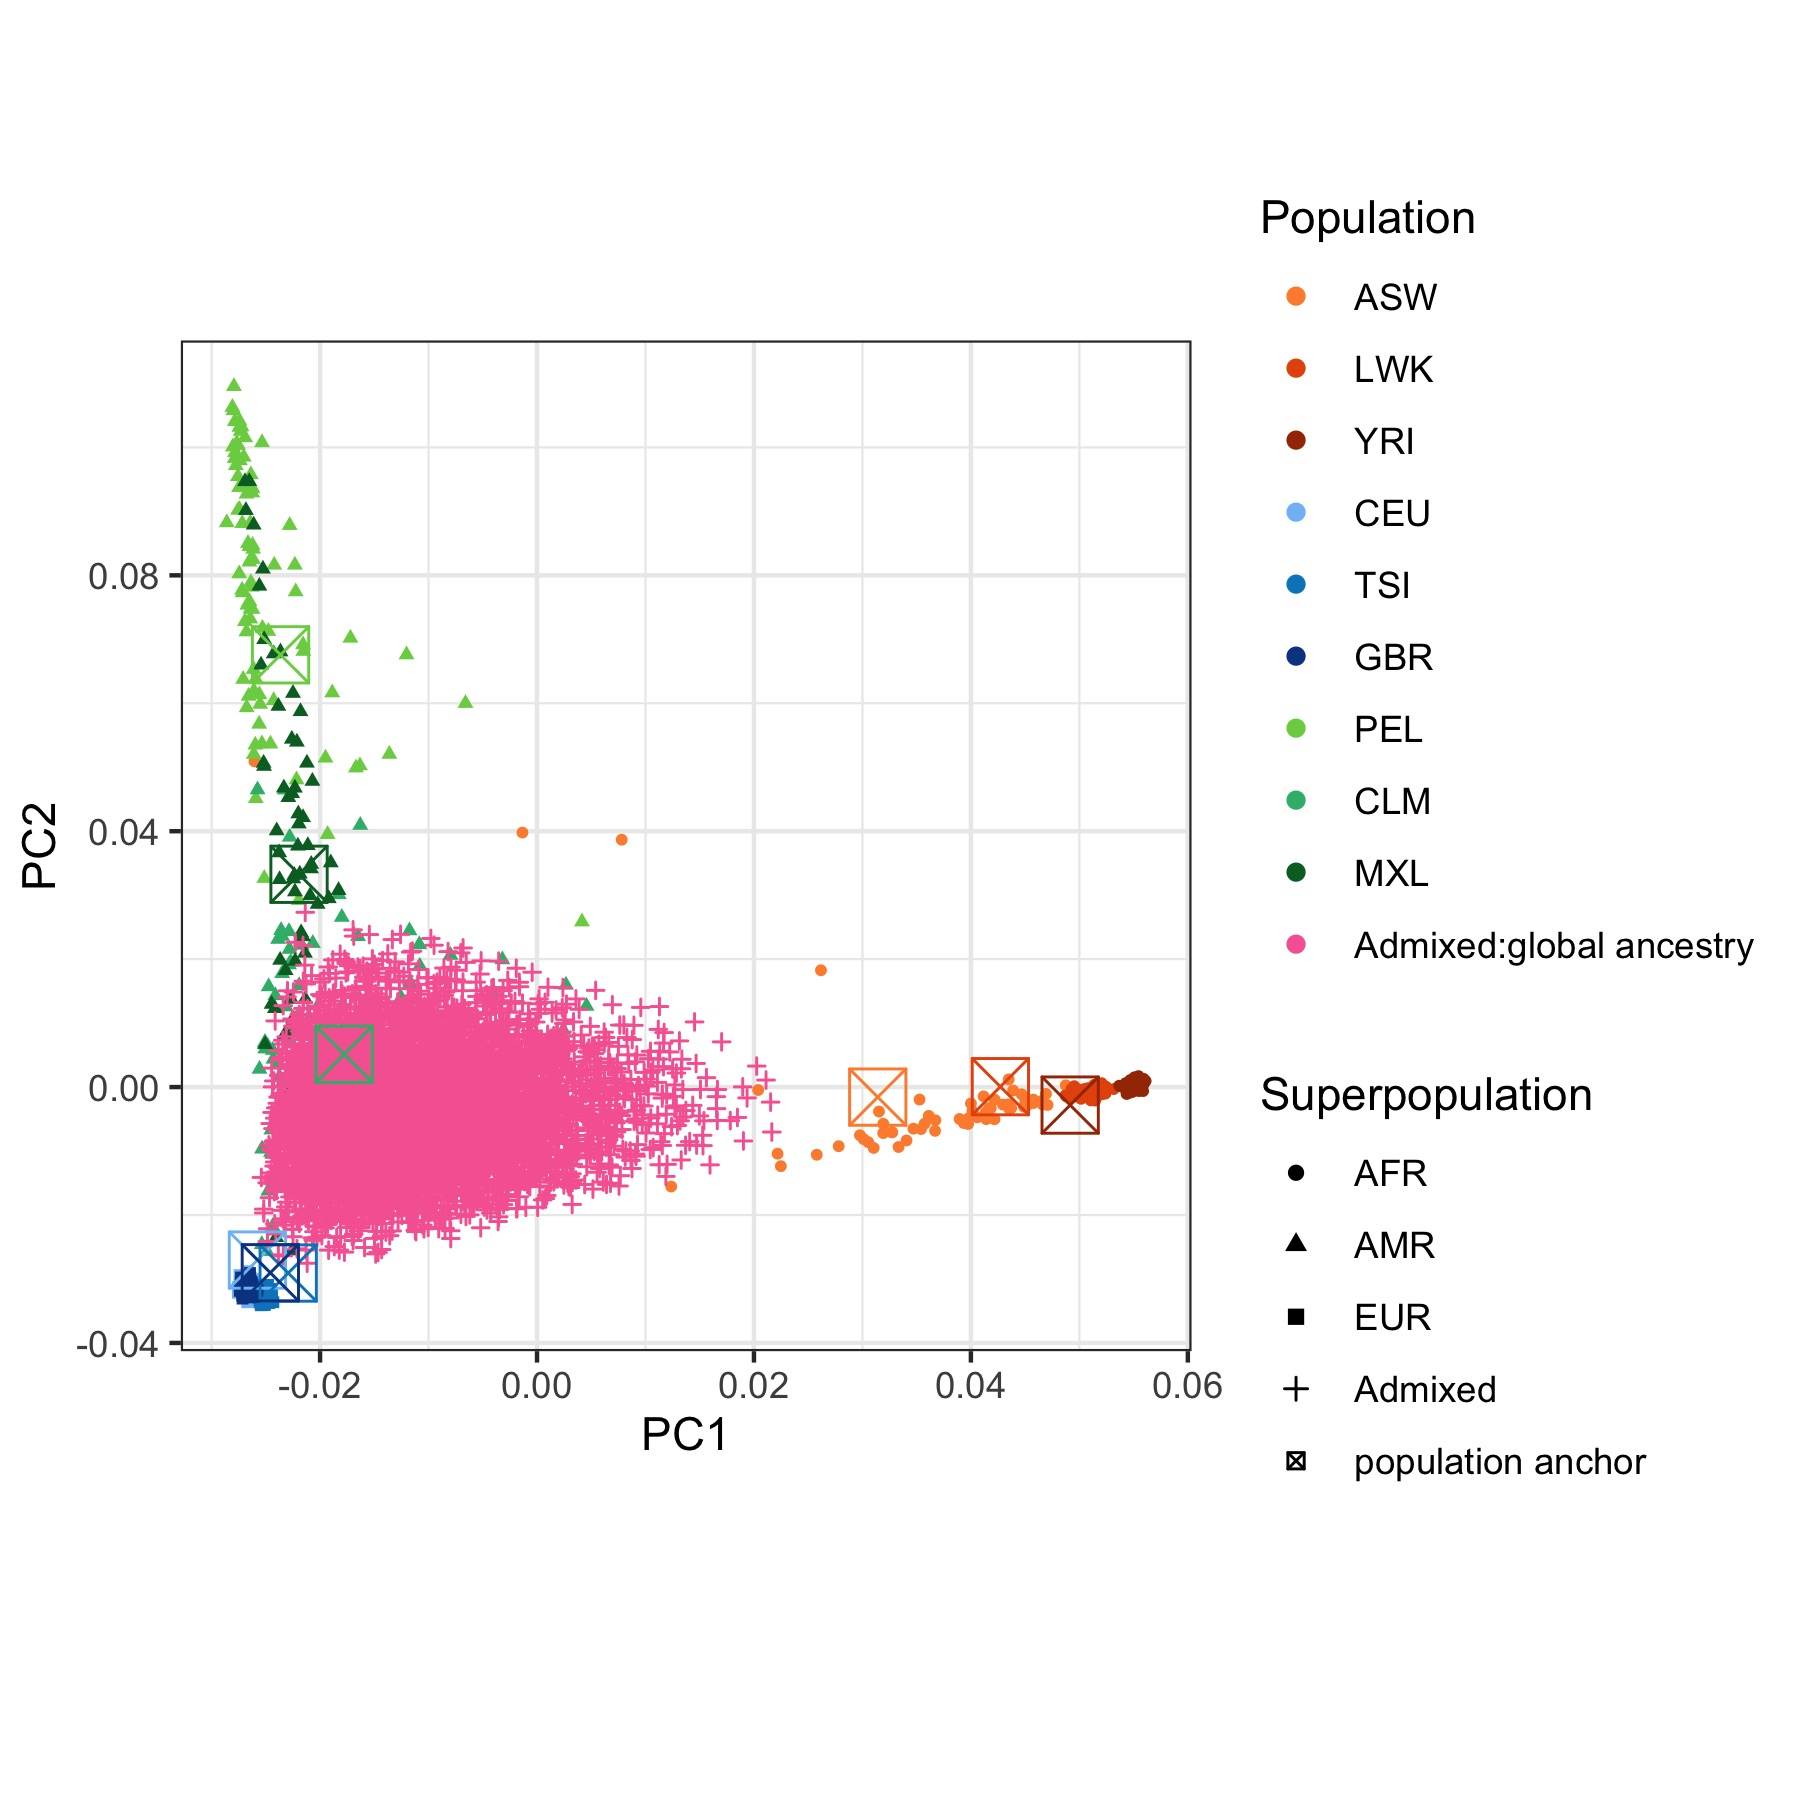 Population
ASW
LWK
YRI
CEU
TSI
GBR
PEL
CLM
MXL
Admixed:global ancestry
Superpopulation
AFR
AMR
EUR
Admixed
population anchor
PC2
0.08
0.04
0.00
-0.04
-0.02 0.00 0.02 0.04 0.06
PC1